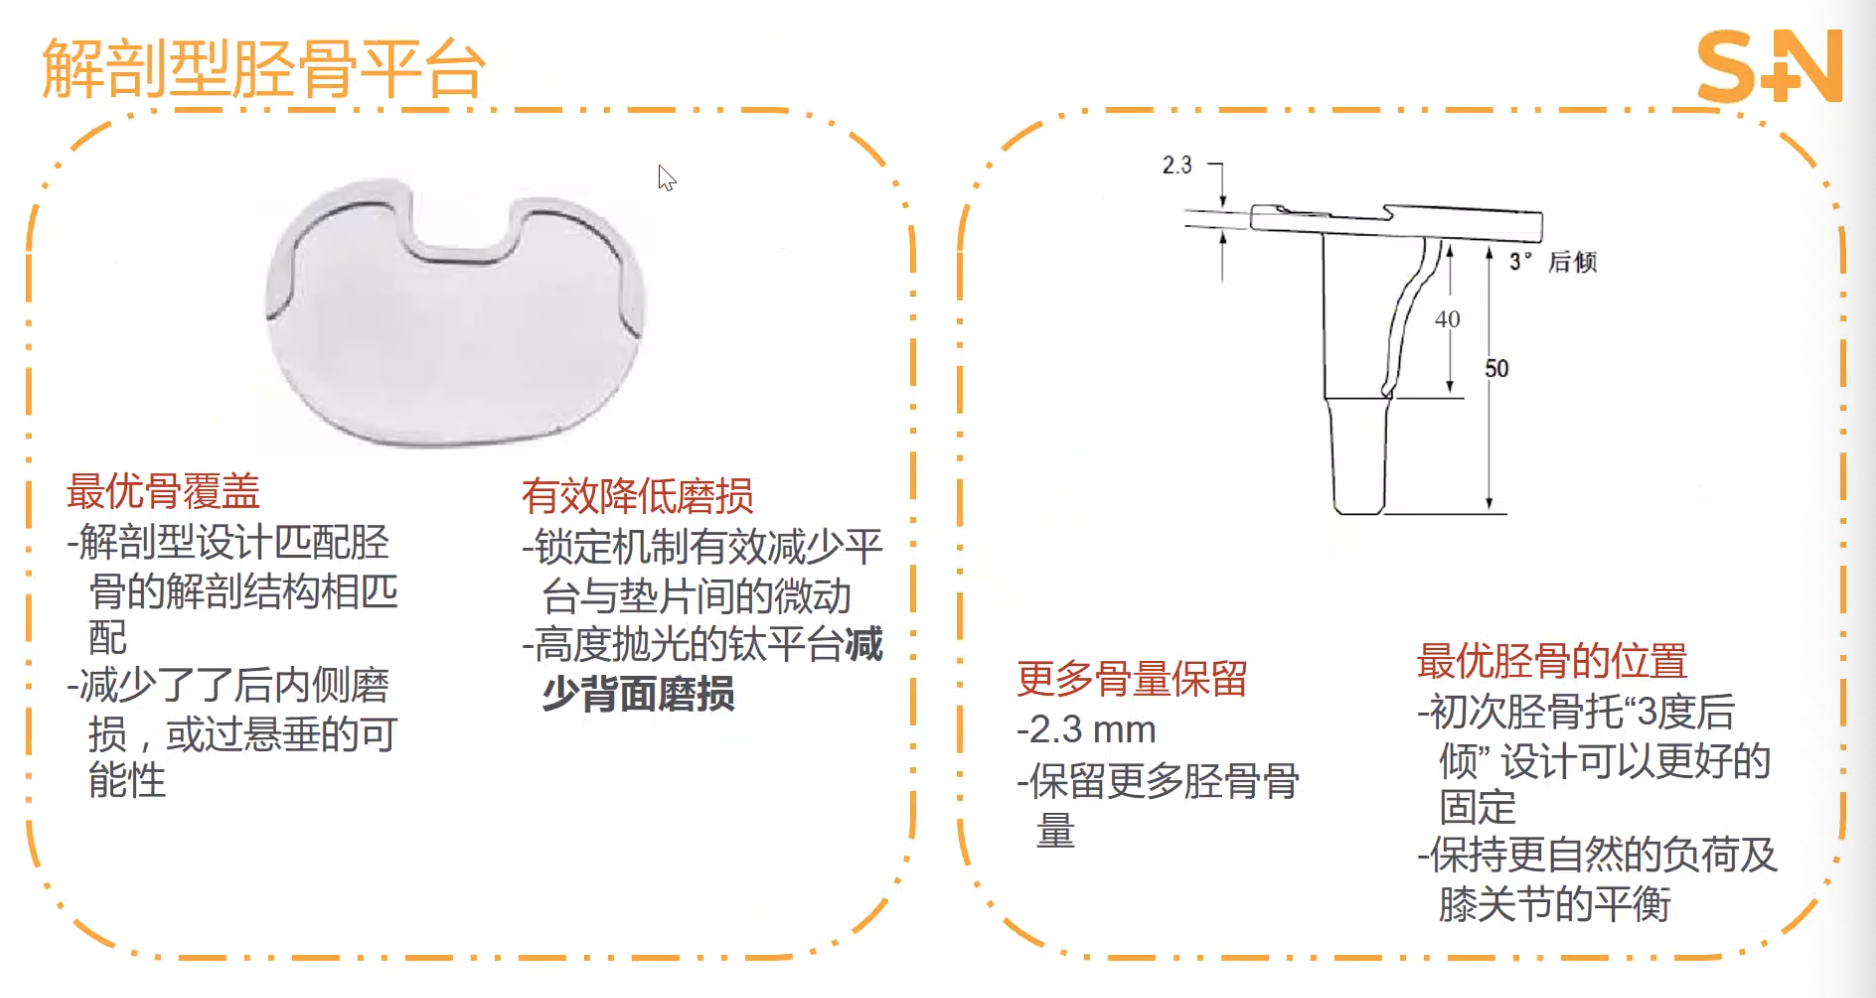 解剖型胫骨平台
S+N
最优骨覆盖
-解剖型设计匹配胫
骨的解剖结构相匹
配
-减少了了后内侧磨
损，或过悬垂的可
能性
有效降低磨损
-锁定机制有效减少平
台与垫片间的微动
-高度抛光的钛平台减
少背面磨损
2.3
3° 后倾
40
50
更多骨量保留
-2.3 mm
-保留更多胫骨骨
量
最优胫骨的位置
-初次胫骨托“3度后
倾” 设计可以更好的
固定
-保持更自然的负荷及
膝关节的平衡